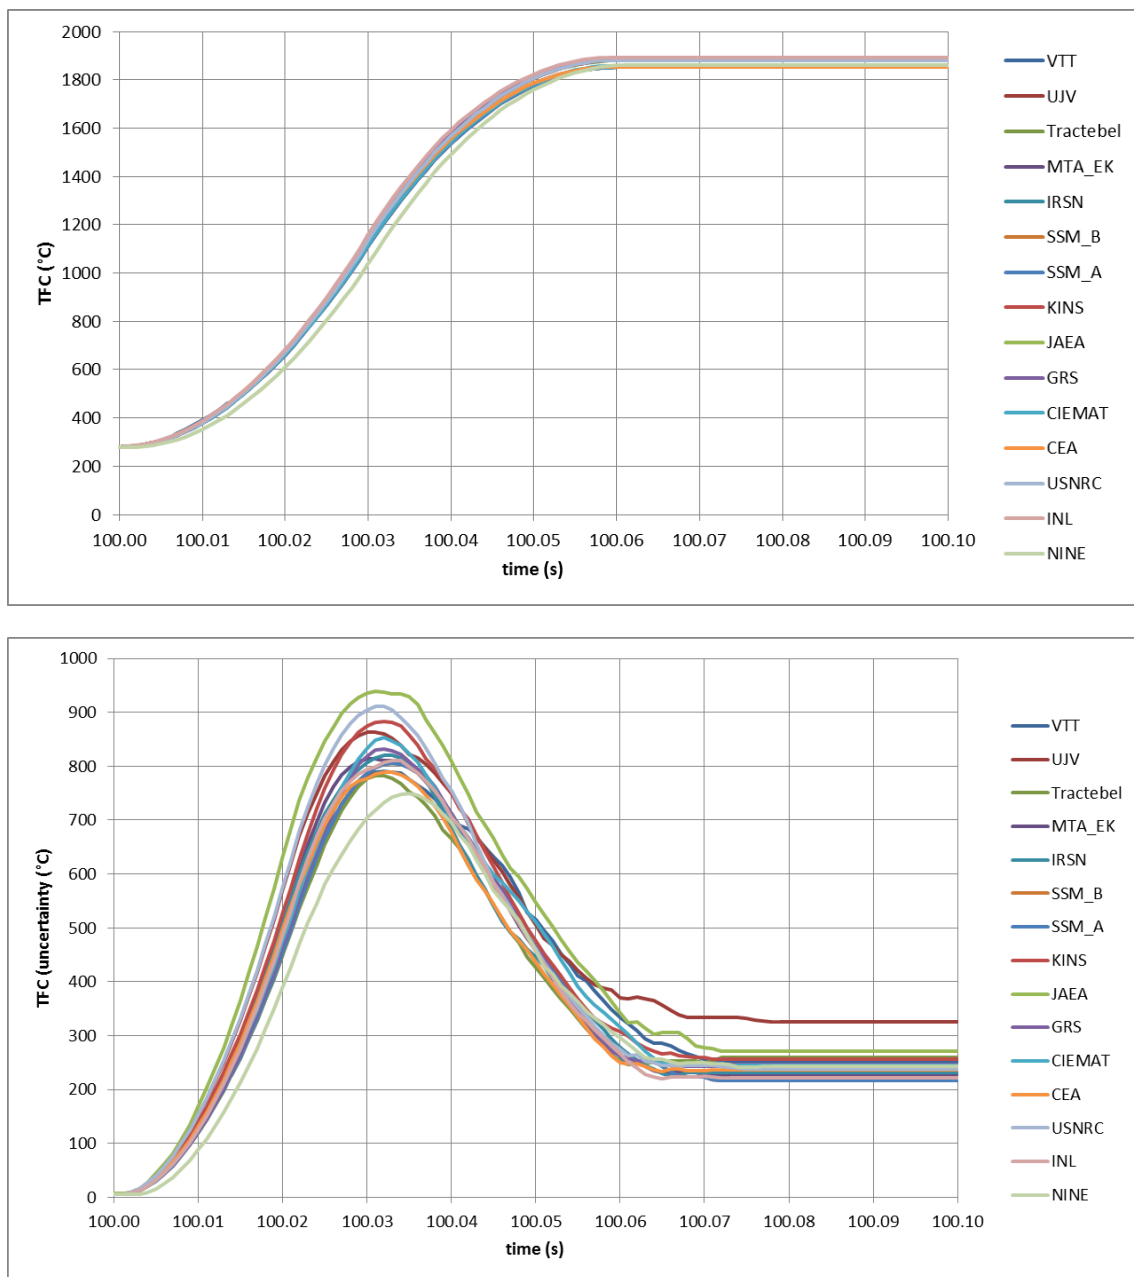 2000
1800
1600
1400
1200
1000
800
600
400
200
0
TFC (°C)
100.00 100.01 100.02 100.03 100.04 100.05 100.06 100.07 100.08 100.09 100.10
time (s)
VTT
UJV
Tractebel
MTA_EK
IRSN
SSM_B
SSM_A
KINS
JAEA
GRS
CIEMAT
CEA
USNRC
INL
NINE
1000
900
800
700
600
500
400
300
200
100
0
TFC (uncertainty (°C)
100.00 100.01 100.02 100.03 100.04 100.05 100.06 100.07 100.08 100.09 100.10
time (s)
VTT
UJV
Tractebel
MTA_EK
IRSN
SSM_B
SSM_A
KINS
JAEA
GRS
CIEMAT
CEA
USNRC
INL
NINE